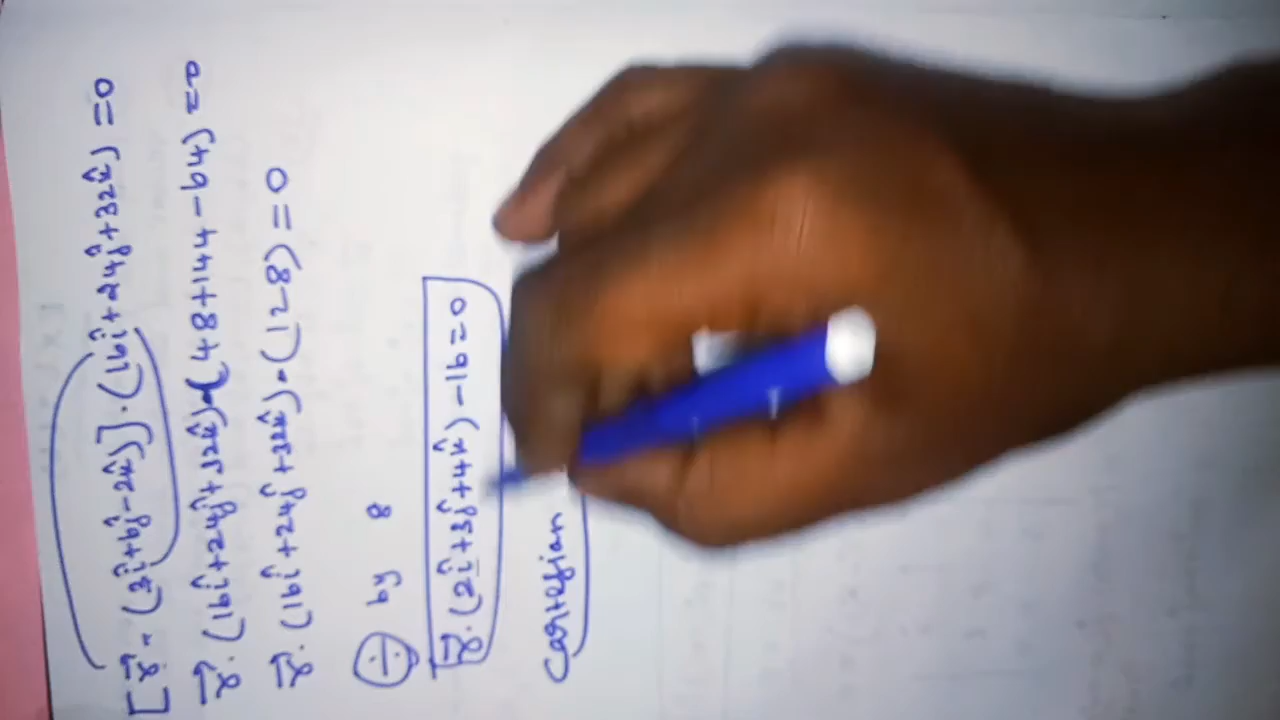 [r⃗ - (3î + 6ĵ - 2k̂)] . (16î + 24ĵ + 32k̂) = 0
r⃗ . (16î + 24ĵ + 32k̂) - (48 + 144 - 64) = 0
r⃗ . (16î + 24ĵ + 32k̂) - (128) = 0
÷ by 8
r⃗ . (2î + 3ĵ + 4k̂) - 16 = 0
Cartesian